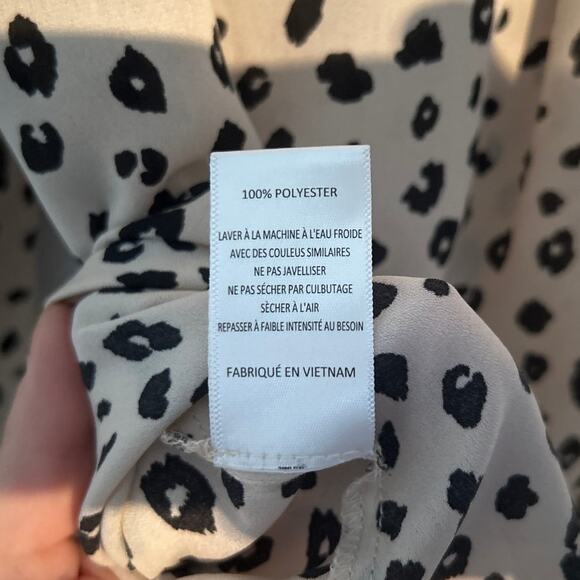 100% POLYESTER
LAVER À LA MACHINE À L'EAU FROIDE
AVEC DES COULEUS SIMILAIRES
NE PAS JAVELLISER
NE PAS SÉCHER PAR CULBUTAGE
SÈCHER À L'AIR
REPASSER À FAIBLE INTENSITÉ AU BESOIN
FABRIQUÉ EN VIETNAM